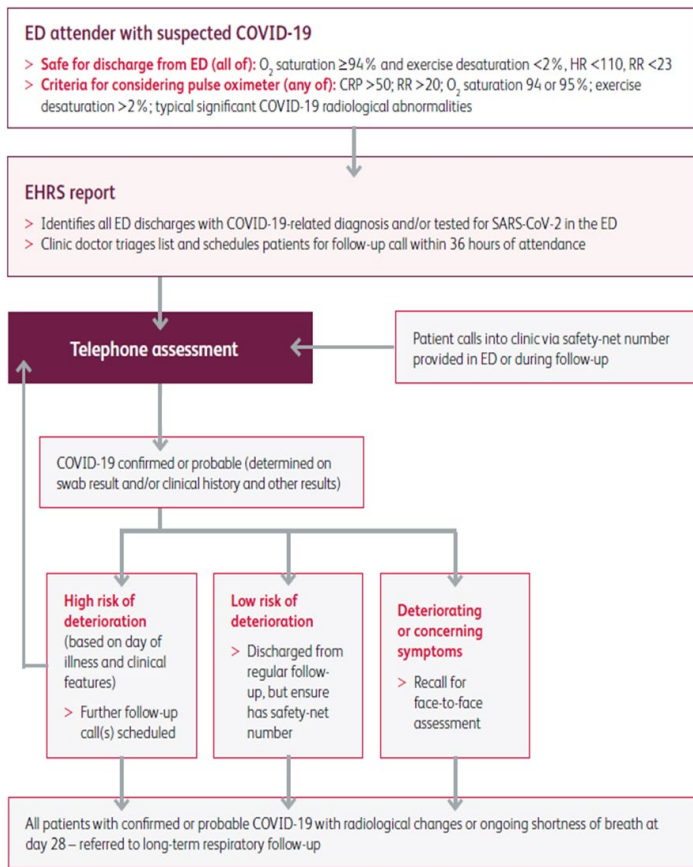 ED attender with suspected COVID-19
> Safe for discharge from ED (all of): O₂ saturation ≥94% and exercise desaturation <2%, HR <110, RR <23
> Criteria for considering pulse oximeter (any of): CRP >50; RR >20; O₂ saturation 94 or 95%; exercise
desaturation >2%; typical significant COVID-19 radiological abnormalities
EHRS report
> Identifies all ED discharges with COVID-19-related diagnosis and/or tested for SARS-CoV-2 in the ED
> Clinic doctor triages list and schedules patients for follow-up call within 36 hours of attendance
Telephone assessment
Patient calls into clinic via safety-net number
provided in ED or during follow-up
COVID-19 confirmed or probable (determined on
swab result and/or clinical history and other results)
High risk of
deterioration
(based on day of
illness and clinical
features)
> Further follow-up
call(s) scheduled
Low risk of
deterioration
> Discharged from
regular follow-
up, but ensure
has safety-net
number
Deteriorating
or concerning
symptoms
> Recall for
face-to-face
assessment
All patients with confirmed or probable COVID-19 with radiological changes or ongoing shortness of breath at
day 28 – referred to long-term respiratory follow-up